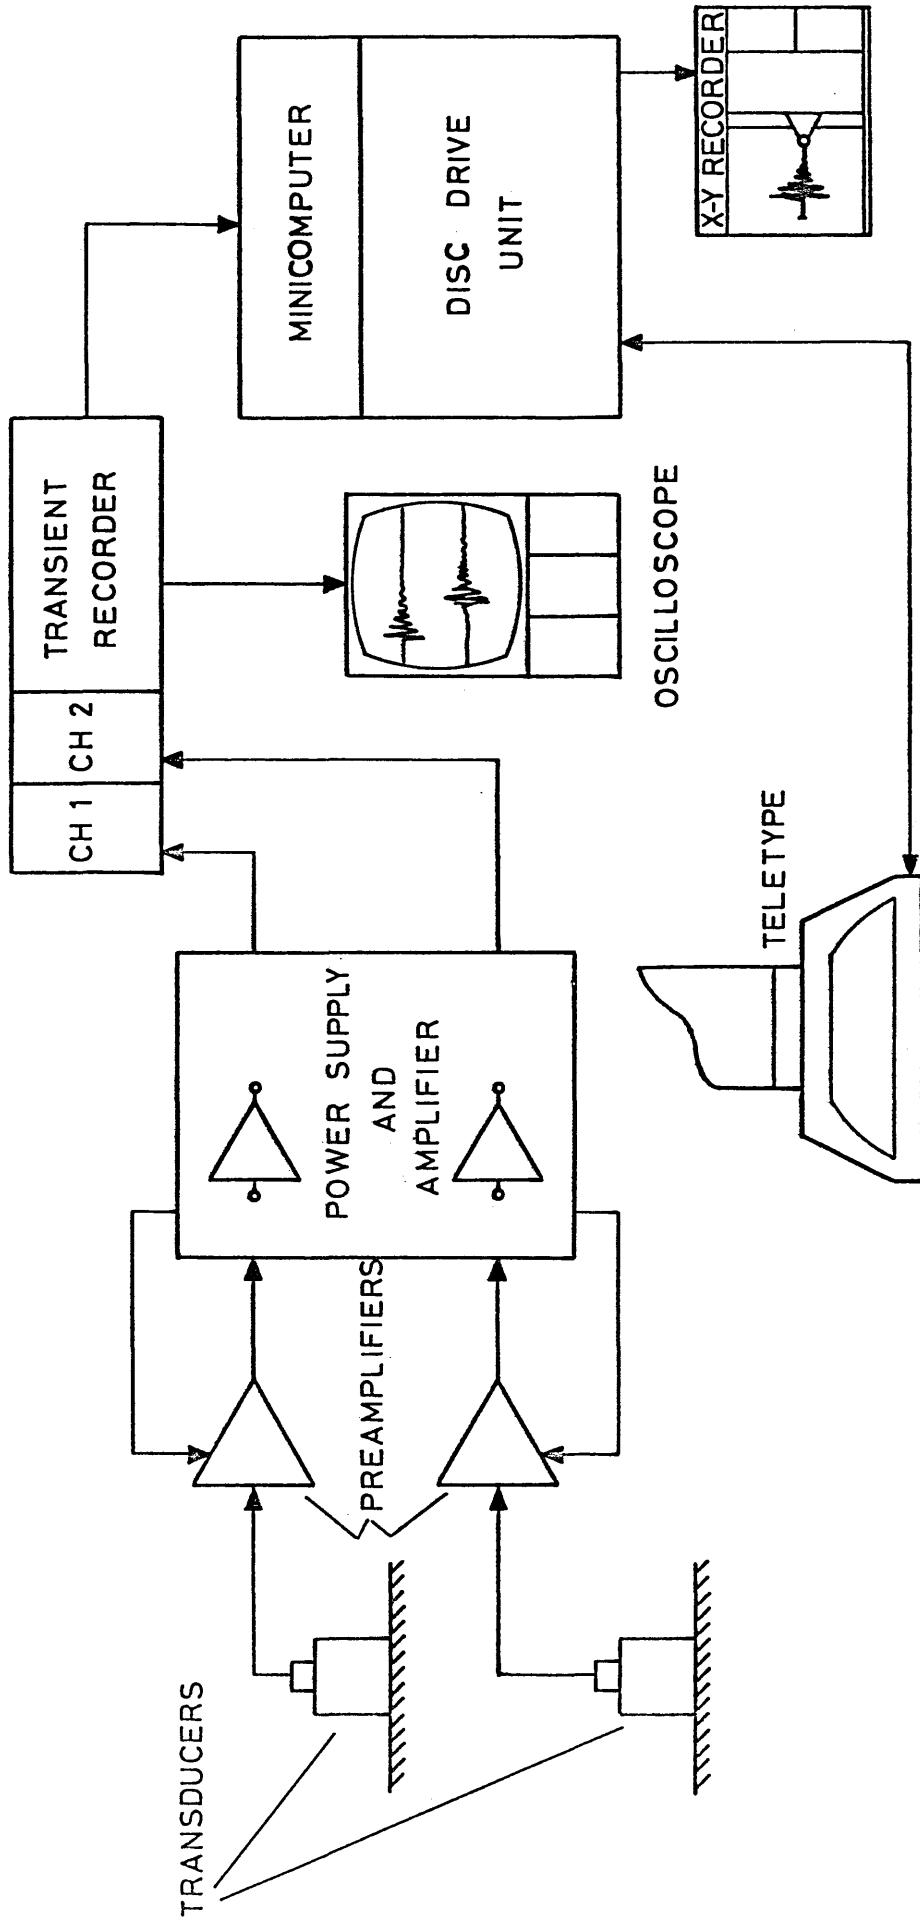 TRANSDUCERS
PREAMPLIFIERS
POWER SUPPLY
AND
AMPLIFIER
CH 1
CH 2
TRANSIENT
RECORDER
OSCILLOSCOPE
TELETYPE
MINICOMPUTER
DISC DRIVE
UNIT
X-Y RECORDER